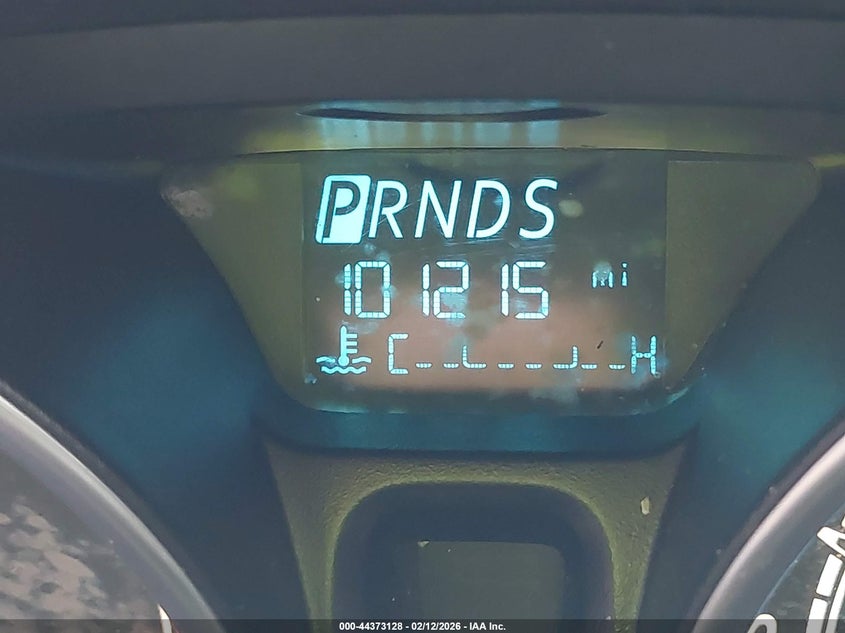 PRNDS
101215 mi
C H
000-44373128 - 02/12/2026 - IAA Inc.